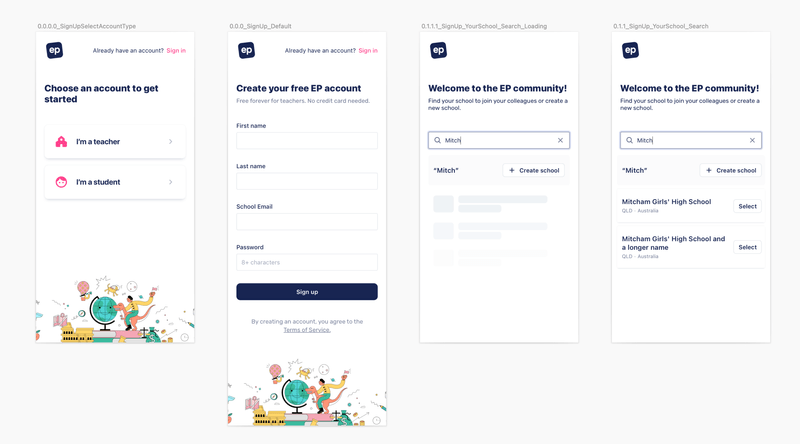 0.0.0.0_SignUpSelectAccountType
ep
Already have an account? Sign in
Choose an account to get
started
I'm a teacher
I'm a student
0.0.0_SignUp_Default
ep
Already have an account? Sign in
Create your free EP account
Free forever for teachers. No credit card needed.
First name
Last name
School Email
Password
8+ characters
Sign up
By creating an account, you agree to the
Terms of Service.
0.1.1.1_SignUp_YourSchool_Search_Loading
ep
Welcome to the EP community!
Find your school to join your colleagues or create a
new school.
Mitch
"Mitch"
+ Create school
0.1.1_SignUp_YourSchool_Search
ep
Welcome to the EP community!
Find your school to join your colleagues or create a
new school.
Mitch
"Mitch"
+ Create school
Mitcham Girls' High School
QLD · Australia
Select
Mitcham Girls' High School and
a longer name
QLD · Australia
Select